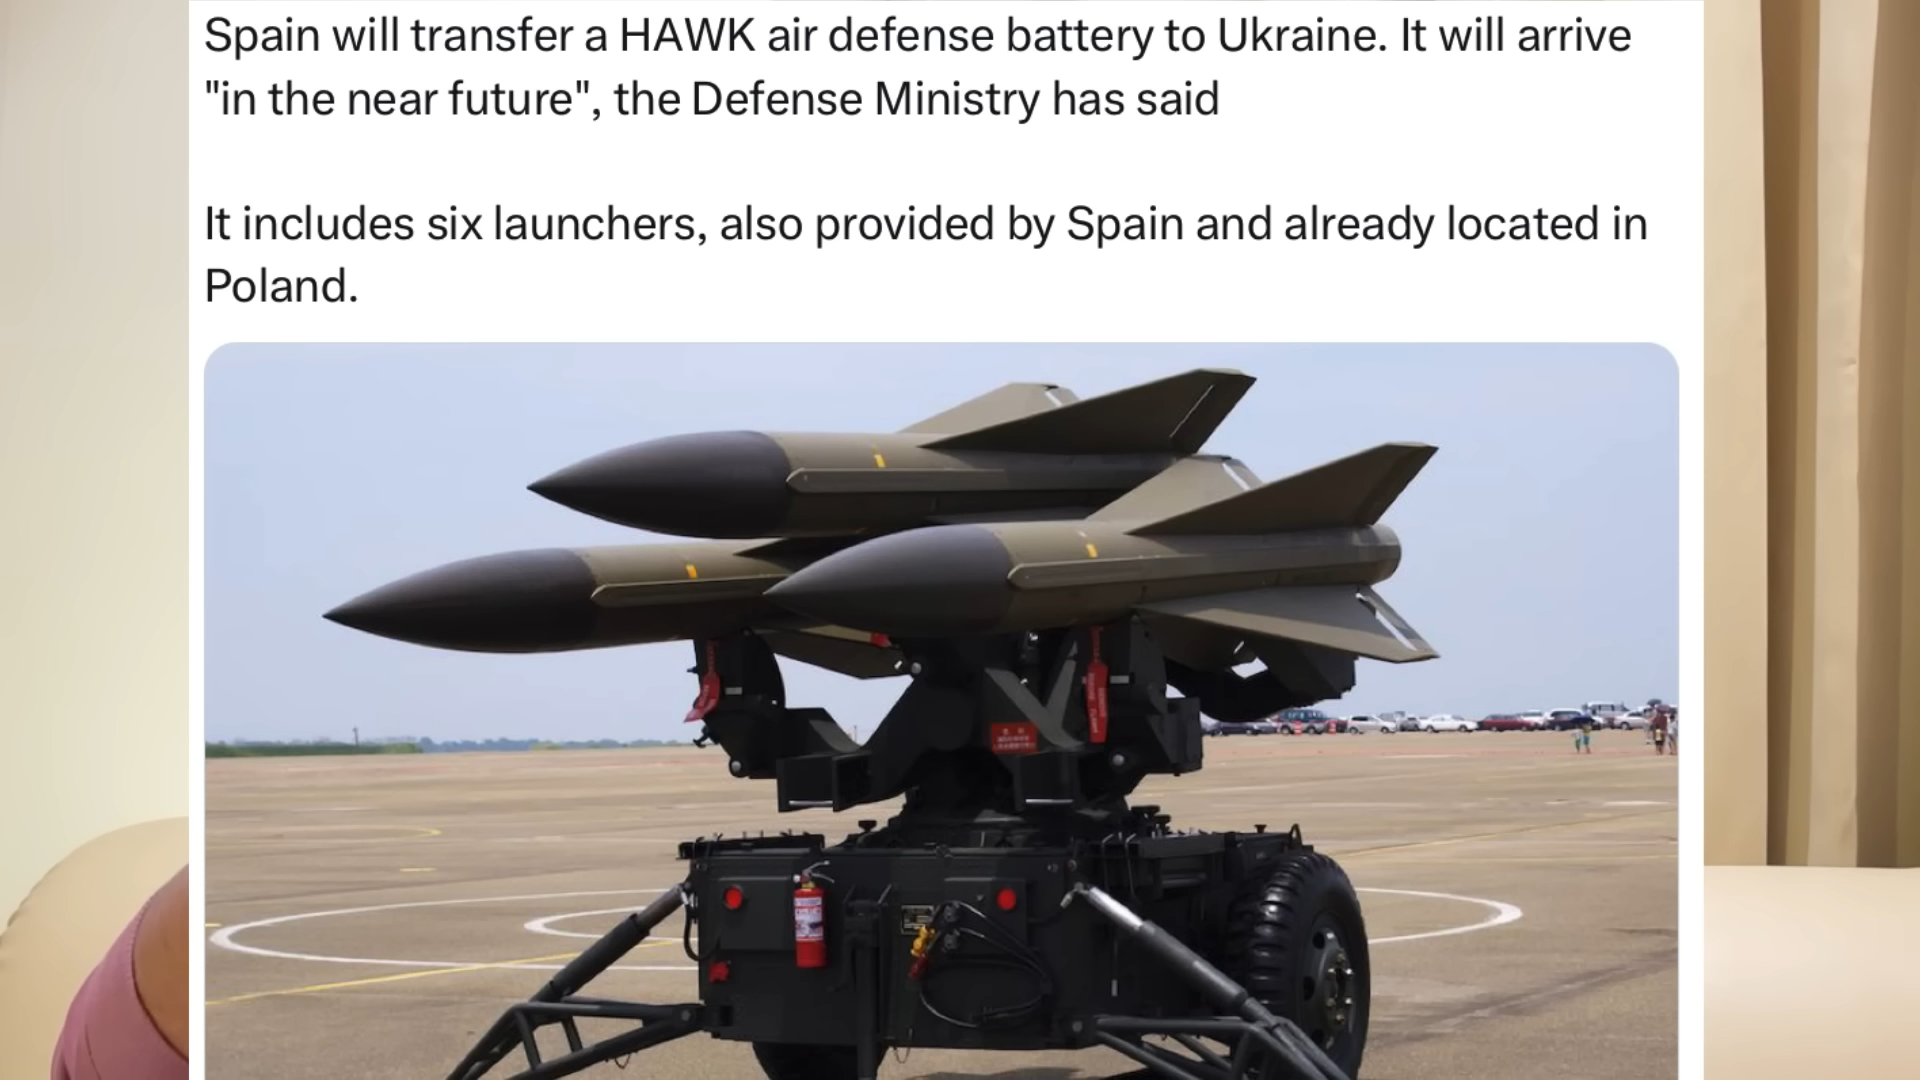 Spain will transfer a HAWK air defense battery to Ukraine. It will arrive
"in the near future", the Defense Ministry has said
It includes six launchers, also provided by Spain and already located in
Poland.